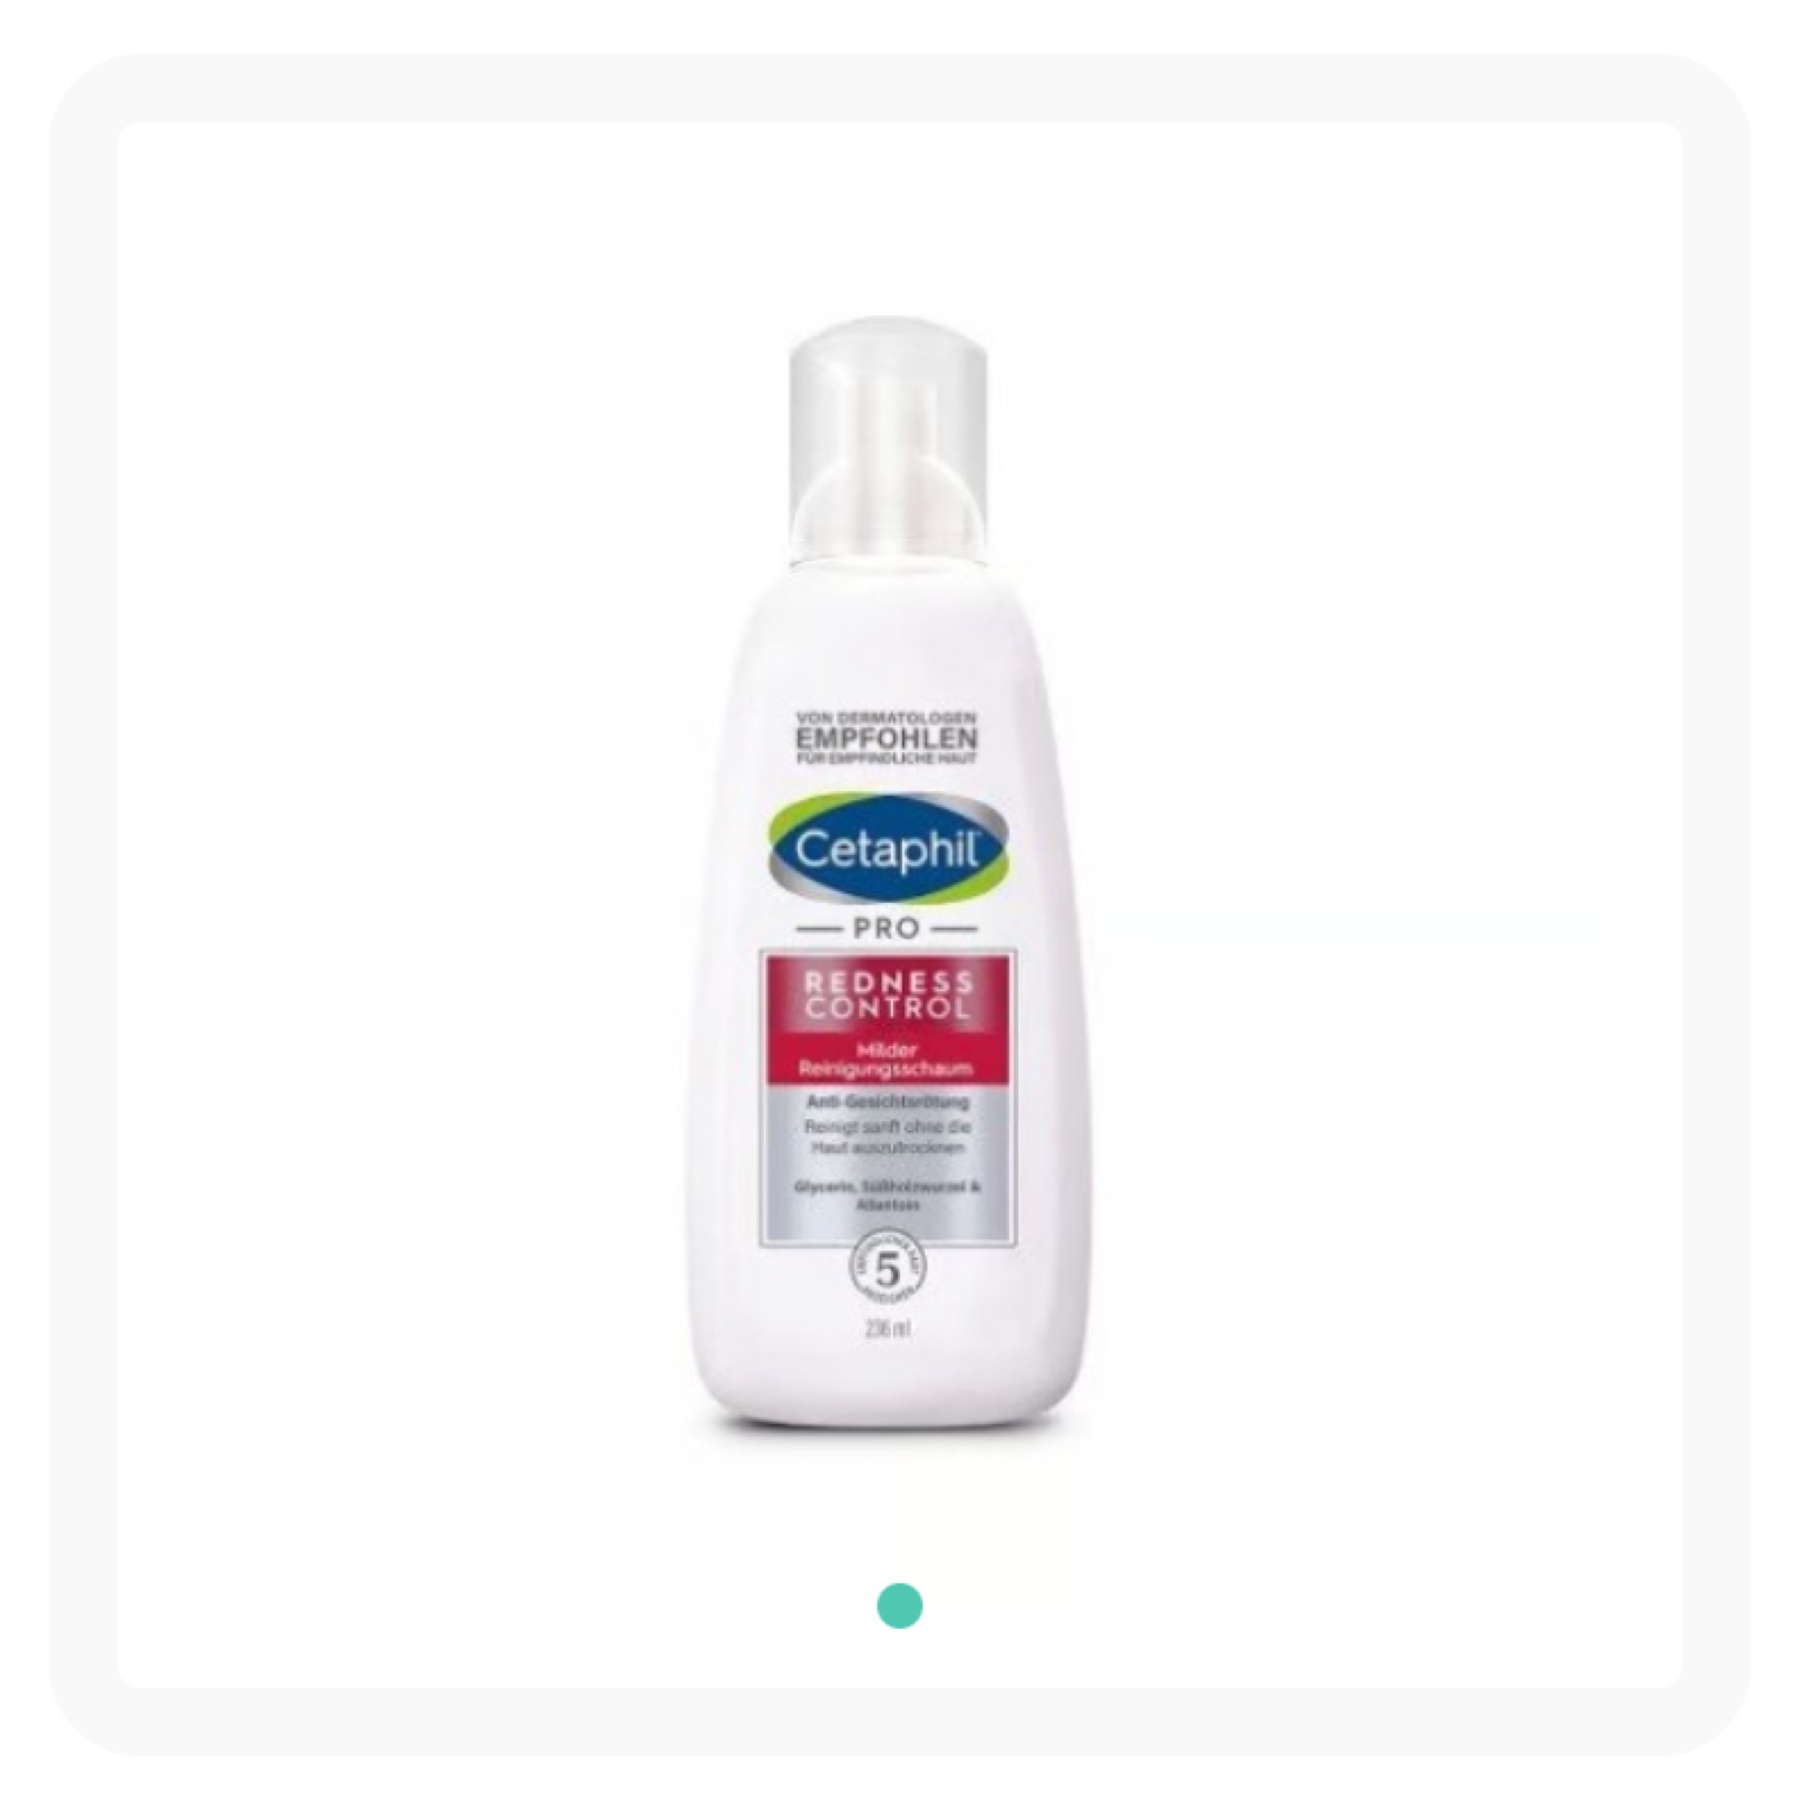 VON DERMATOLOGEN
EMPFOHLEN
FÜR EMPFINDLICHE HAUT
Cetaphil
PRO
REDNESS
CONTROL
Milder
Reinigungsschaum
Anti-Gesichtsrötung
Reinigt sanft ohne die
Haut auszutrocknen
Glycerin, Süßholzwurzel &
Allantoin
5
236 ml